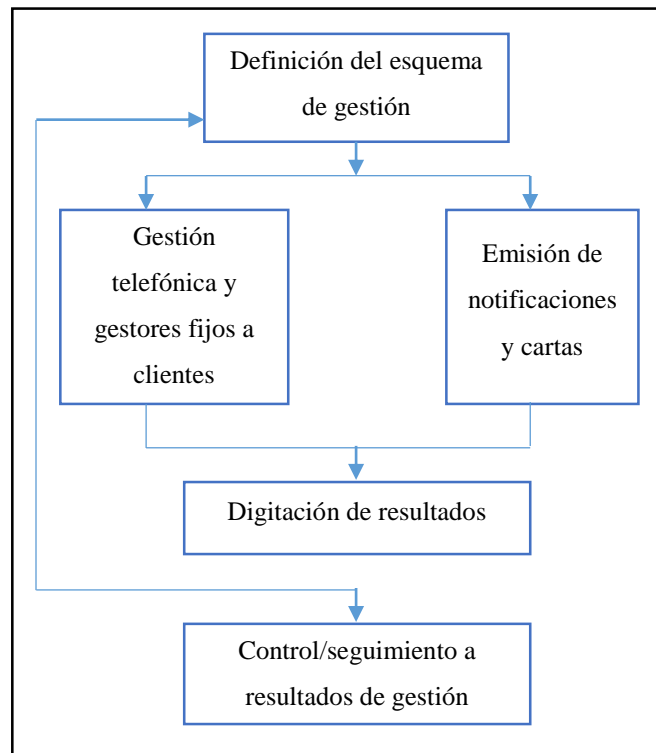 Definición del esquema
de gestión
Gestión
telefónica y
gestores fijos a
clientes
Emisión de
notificaciones
y cartas
Digitación de resultados
Control/seguimiento a
resultados de gestión